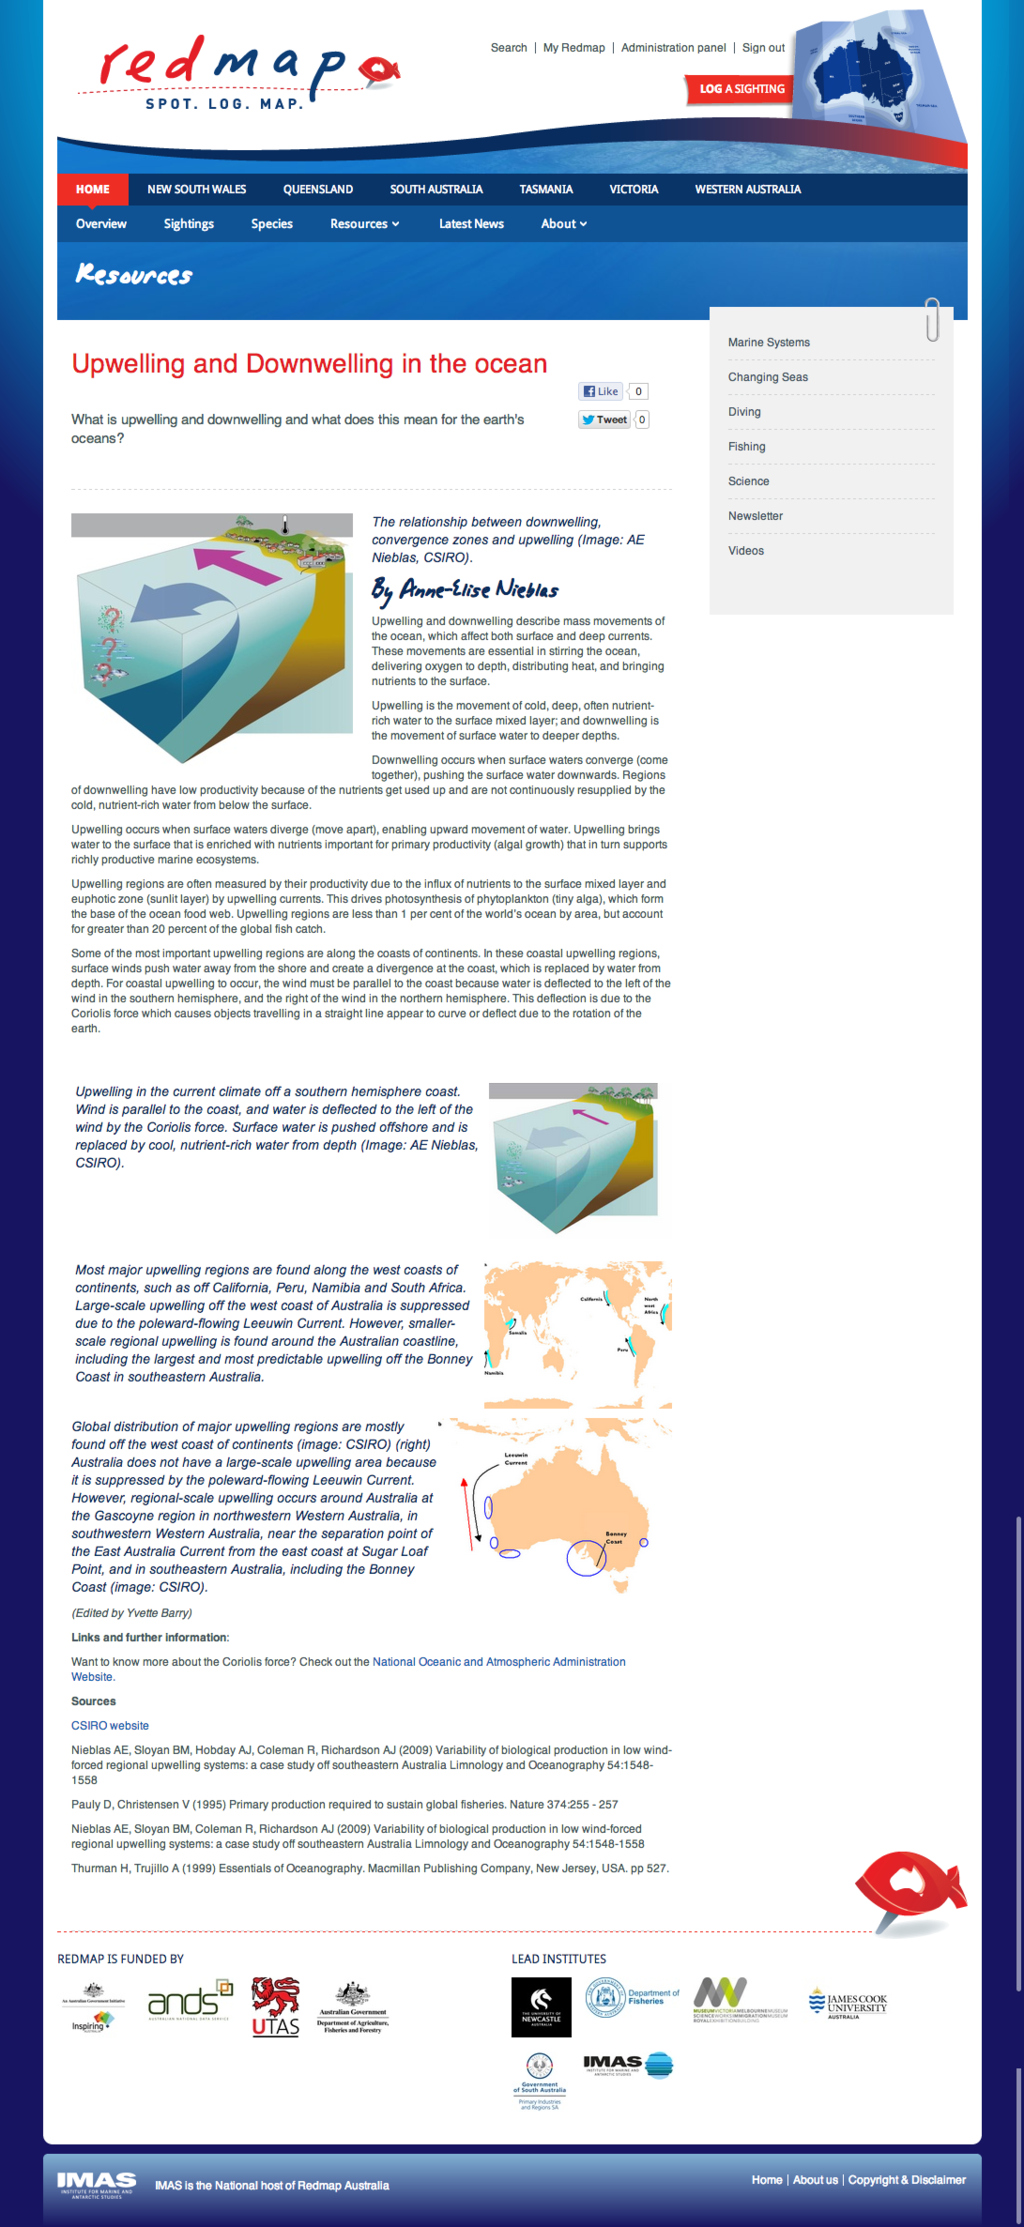 redmap
SPOT. LOG. MAP.
Search | My Redmap | Administration panel | Sign out
LOG A SIGHTING
HOME NEW SOUTH WALES QUEENSLAND SOUTH AUSTRALIA TASMANIA VICTORIA WESTERN AUSTRALIA
Overview Sightings Species Resources Latest News About
Resources
Marine Systems
Changing Seas
Diving
Fishing
Science
Newsletter
Videos
Upwelling and Downwelling in the ocean
Like 0
Tweet 0
What is upwelling and downwelling and what does this mean for the earth's
oceans?
? ? ?
The relationship between downwelling,
convergence zones and upwelling (Image: AE
Nieblas, CSIRO).
By Anne-Elise Nieblas
Upwelling and downwelling describe mass movements of
the ocean, which affect both surface and deep currents.
These movements are essential in stirring the ocean,
delivering oxygen to depth, distributing heat, and bringing
nutrients to the surface.
Upwelling is the movement of cold, deep, often nutrient-
rich water to the surface mixed layer; and downwelling is
the movement of surface water to deeper depths.
Downwelling occurs when surface waters converge (come
together), pushing the surface water downwards. Regions
of downwelling have low productivity because of the nutrients get used up and are not continuously resupplied by the
cold, nutrient-rich water from below the surface.
Upwelling occurs when surface waters diverge (move apart), enabling upward movement of water. Upwelling brings
water to the surface that is enriched with nutrients important for primary productivity (algal growth) that in turn supports
richly productive marine ecosystems.
Upwelling regions are often measured by their productivity due to the influx of nutrients to the surface mixed layer and
euphotic zone (sunlit layer) by upwelling currents. This drives photosynthesis of phytoplankton (tiny alga), which form
the base of the ocean food web. Upwelling regions are less than 1 per cent of the world's ocean by area, but account
for greater than 20 percent of the global fish catch.
Some of the most important upwelling regions are along the coasts of continents. In these coastal upwelling regions,
surface winds push water away from the shore and create a divergence at the coast, which is replaced by water from
depth. For coastal upwelling to occur, the wind must be parallel to the coast because water is deflected to the left of the
wind in the southern hemisphere, and the right of the wind in the northern hemisphere. This deflection is due to the
Coriolis force which causes objects travelling in a straight line appear to curve or deflect due to the rotation of the
earth.
Upwelling in the current climate off a southern hemisphere coast.
Wind is parallel to the coast, and water is deflected to the left of the
wind by the Coriolis force. Surface water is pushed offshore and is
replaced by cool, nutrient-rich water from depth (Image: AE Nieblas,
CSIRO).
Most major upwelling regions are found along the west coasts of
continents, such as off California, Peru, Namibia and South Africa.
Large-scale upwelling off the west coast of Australia is suppressed
due to the poleward-flowing Leeuwin Current. However, smaller-
scale regional upwelling is found around the Australian coastline,
including the largest and most predictable upwelling off the Bonney
Coast in southeastern Australia.
California
North
west
Africa
Somalia
Peru
Namibia
Global distribution of major upwelling regions are mostly
found off the west coast of continents (image: CSIRO) (right)
Australia does not have a large-scale upwelling area because
it is suppressed by the poleward-flowing Leeuwin Current.
However, regional-scale upwelling occurs around Australia at
the Gascoyne region in northwestern Western Australia, in
southwestern Western Australia, near the separation point of
the East Australia Current from the east coast at Sugar Loaf
Point, and in southeastern Australia, including the Bonney
Coast (image: CSIRO).
Leeuwin
Current
Bonney
Coast
(Edited by Yvette Barry)
Links and further information:
Want to know more about the Coriolis force? Check out the National Oceanic and Atmospheric Administration
Website.
Sources
CSIRO website
Nieblas AE, Sloyan BM, Hobday AJ, Coleman R, Richardson AJ (2009) Variability of biological production in low wind-
forced regional upwelling systems: a case study off southeastern Australia Limnology and Oceanography 54:1548-
1558
Pauly D, Christensen V (1995) Primary production required to sustain global fisheries. Nature 374:255 - 257
Nieblas AE, Sloyan BM, Coleman R, Richardson AJ (2009) Variability of biological production in low wind-forced
regional upwelling systems: a case study off southeastern Australia Limnology and Oceanography 54:1548-1558
Thurman H, Trujillo A (1999) Essentials of Oceanography. Macmillan Publishing Company, New Jersey, USA. pp 527.
REDMAP IS FUNDED BY
An Australian Government Initiative
Inspiring
ands
AUSTRALIAN NATIONAL DATA SERVICE
UTAS
Australian Government
Department of Agriculture,
Fisheries and Forestry
LEAD INSTITUTES
THE UNIVERSITY OF
NEWCASTLE
AUSTRALIA
Department of
Fisheries
MUSEUMVICTORIAMELBOURNEMUSEUM
SCIENCEWORKSIMMIGRATIONMUSEUM
ROYALEXHIBITIONBUILDING
JAMES COOK
UNIVERSITY
AUSTRALIA
Government
of South Australia
Primary Industries
and Regions SA
IMAS
INSTITUTE FOR MARINE AND
ANTARCTIC STUDIES
IMAS
INSTITUTE FOR MARINE AND
ANTARCTIC STUDIES
IMAS is the National host of Redmap Australia
Home | About us | Copyright & Disclaimer